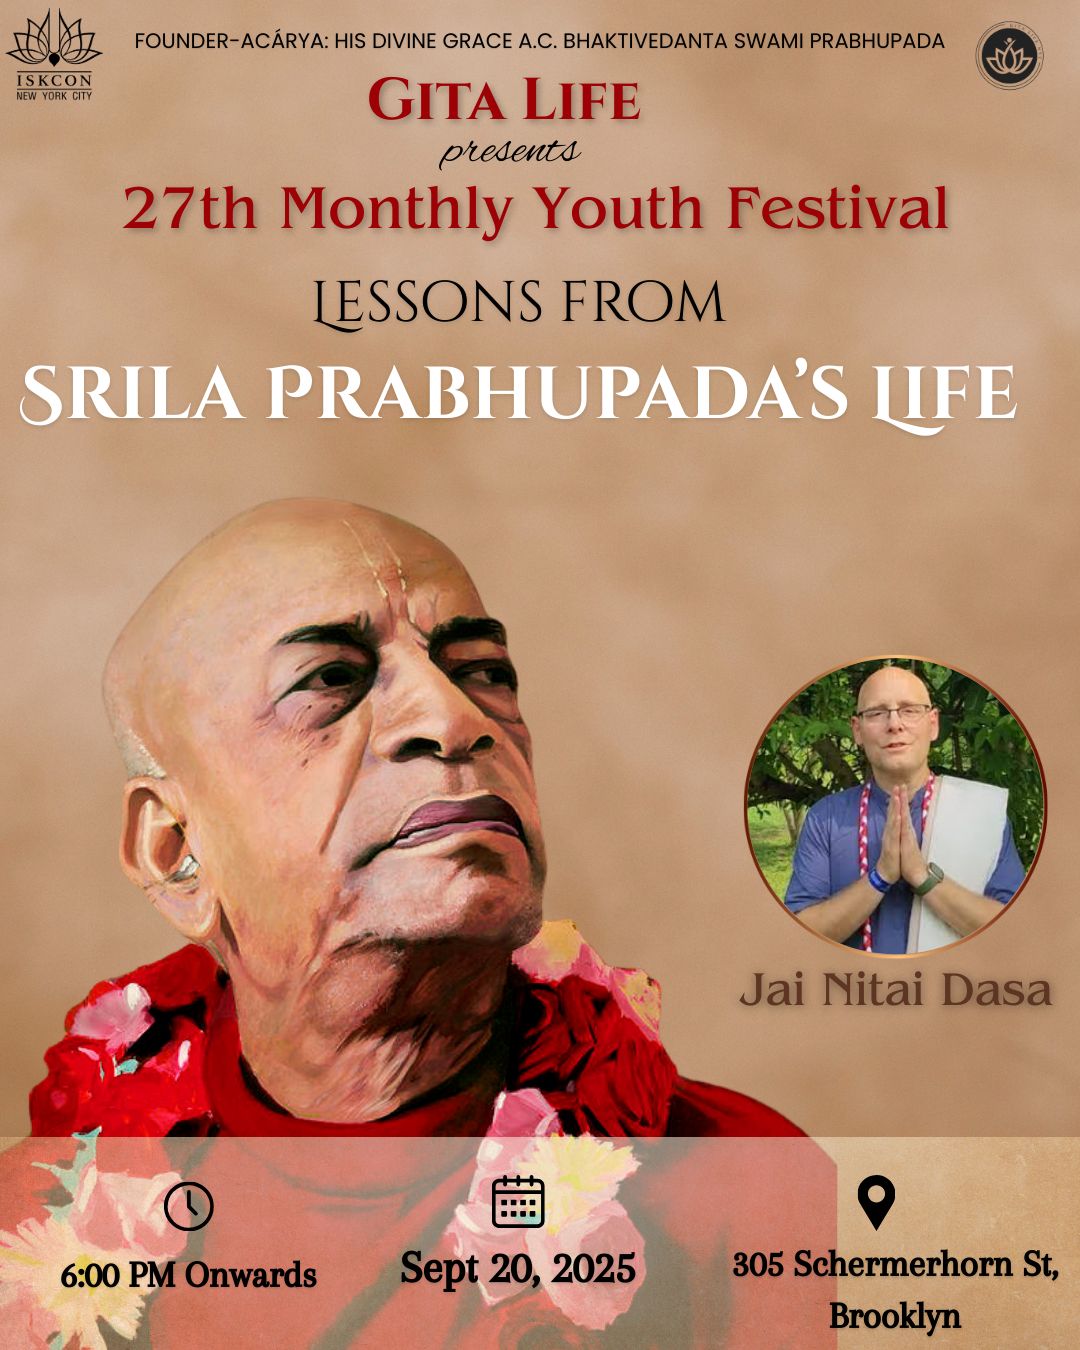 ISKCON
NEW YORK CITY
FOUNDER-ACÁRYA: HIS DIVINE GRACE A.C. BHAKTIVEDANTA SWAMI PRABHUPADA
GITA LIFE
presents
27th Monthly Youth Festival
LESSONS FROM
SRILA PRABHUPADA'S LIFE
Jai Nitai Dasa
6:00 PM Onwards
Sept 20, 2025
305 Schermerhorn St,
Brooklyn